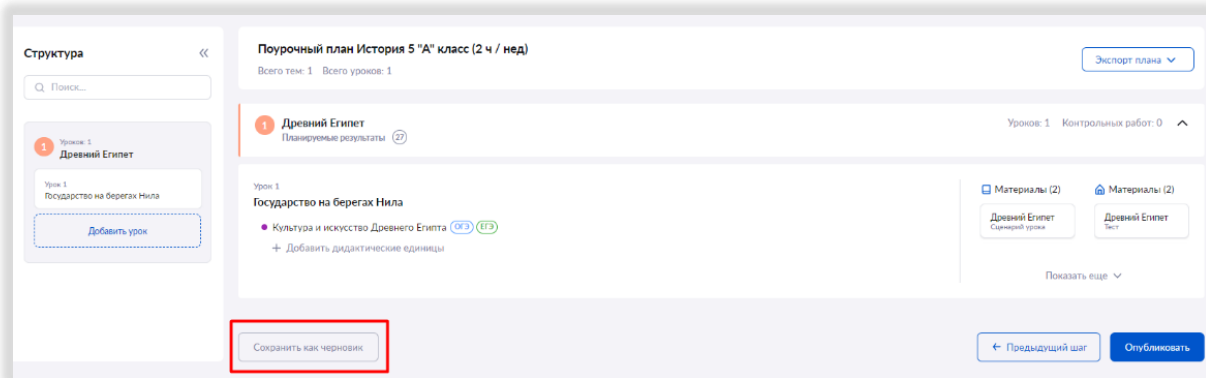 Структура
Поиск...
1
Уроков: 1
Древний Египет
Урок 1
Государство на берегах Нила
Добавить урок
Поурочный план История 5 "А" класс (2 ч / нед)
Всего тем: 1 Всего уроков: 1
Экспорт плана
1
Древний Египет
Планируемые результаты 27
Уроков: 1 Контрольных работ: 0
Урок 1
Государство на берегах Нила
Культура и искусство Древнего Египта ОГЭ ЕГЭ
+ Добавить дидактические единицы
Материалы (2)
Древний Египет
Сценарий урока
Материалы (2)
Древний Египет
Тест
Показать еще
Сохранить как черновик
← Предыдущий шаг
Опубликовать